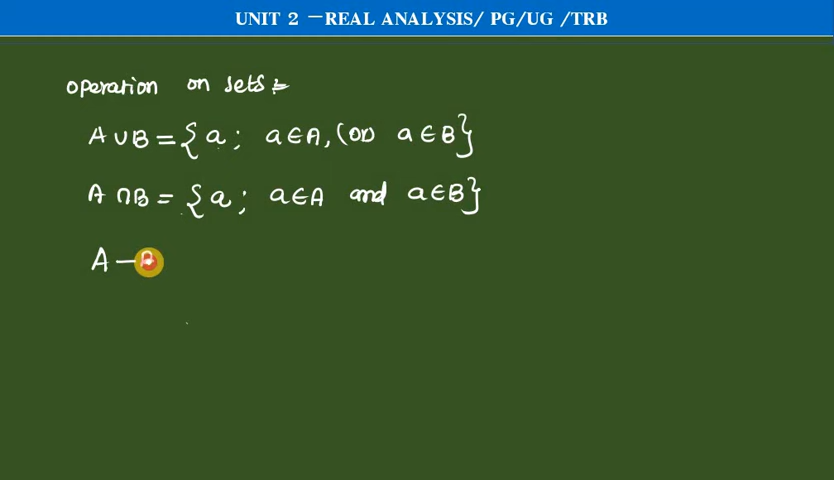 UNIT 2 – REAL ANALYSIS/ PG/UG /TRB
operation on sets :-
A ∪ B = { a ; a ∈ A, (or) a ∈ B }
A ∩ B = { a ; a ∈ A and a ∈ B }
A – B